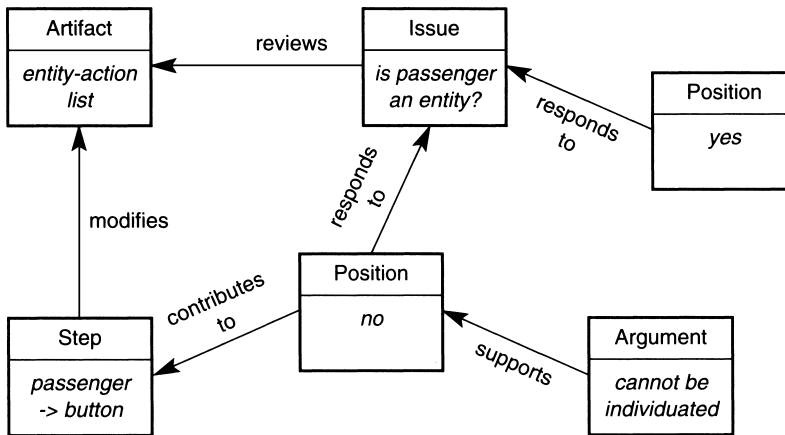 Artifact
entity-action
list
reviews
Issue
is passenger
an entity?
responds
to
Position
yes
modifies
responds
to
Step
passenger
-> button
contributes
to
Position
no
supports
Argument
cannot be
individuated